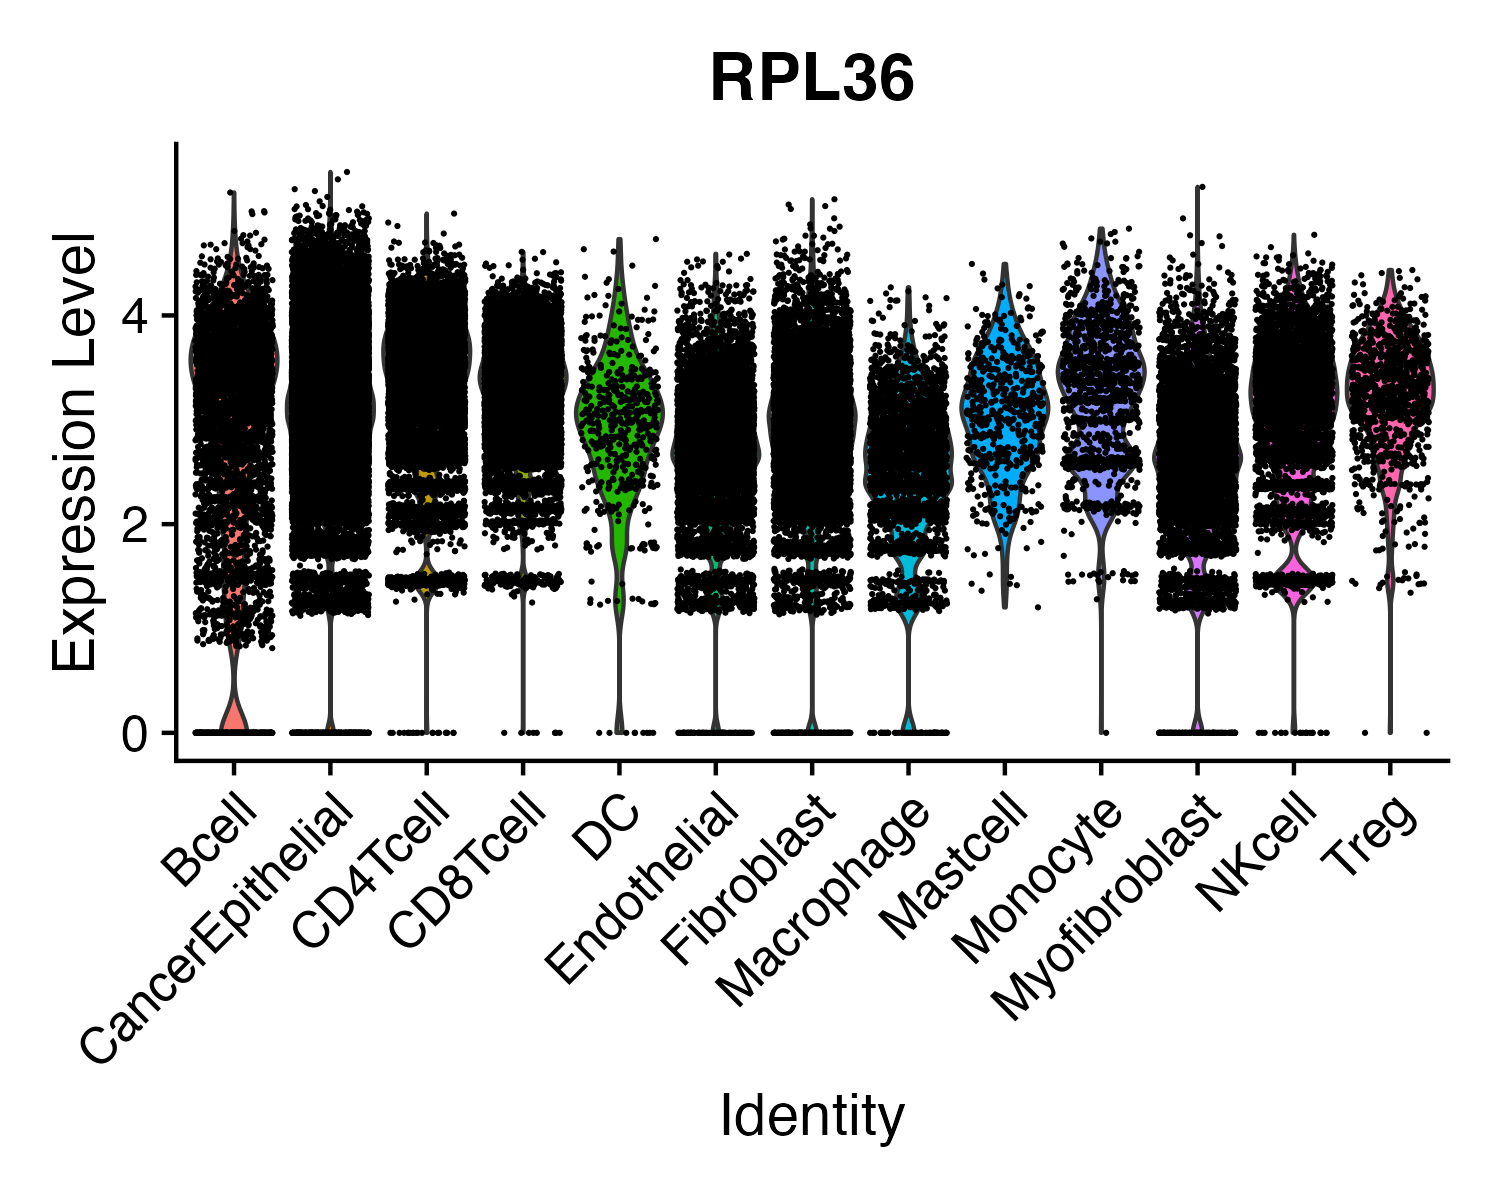 RPL36
Expression Level
4
2
0
Bcell
CancerEpithelial
CD4Tcell
CD8Tcell
DC
Endothelial
Fibroblast
Macrophage
Mastcell
Monocyte
Myofibroblast
NKcell
Treg
Identity